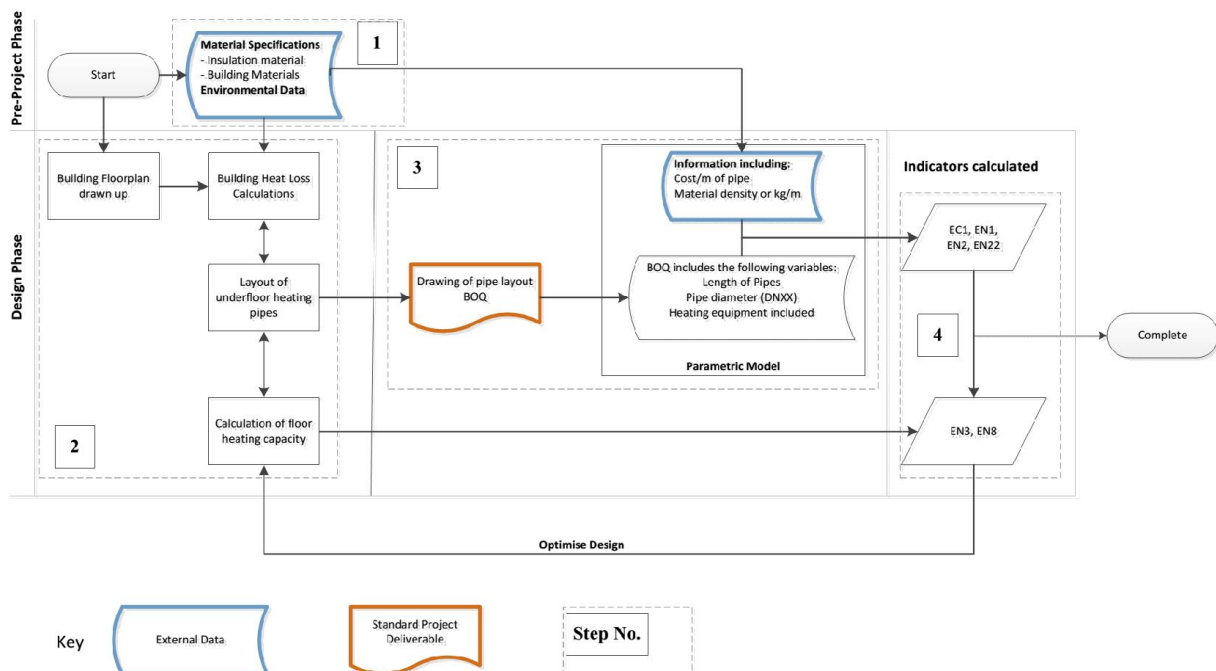 Pre-Project Phase
Start
Material Specifications
- Insulation material
- Building Materials
Environmental Data
1
Design Phase
Building Floorplan
drawn up
Building Heat Loss
Calculations
Layout of
underfloor heating
pipes
Calculation of floor
heating capacity
2
3
Drawing of pipe layout
BOQ
Information including:
Cost/m of pipe
Material density or kg/m
BOQ includes the following variables:
Length of Pipes
Pipe diameter (DNXX)
Heating equipment included
Parametric Model
Indicators calculated
EC1, EN1,
EN2, EN22
4
EN3, EN8
Complete
Optimise Design
Key
External Data
Standard Project
Deliverable
Step No.